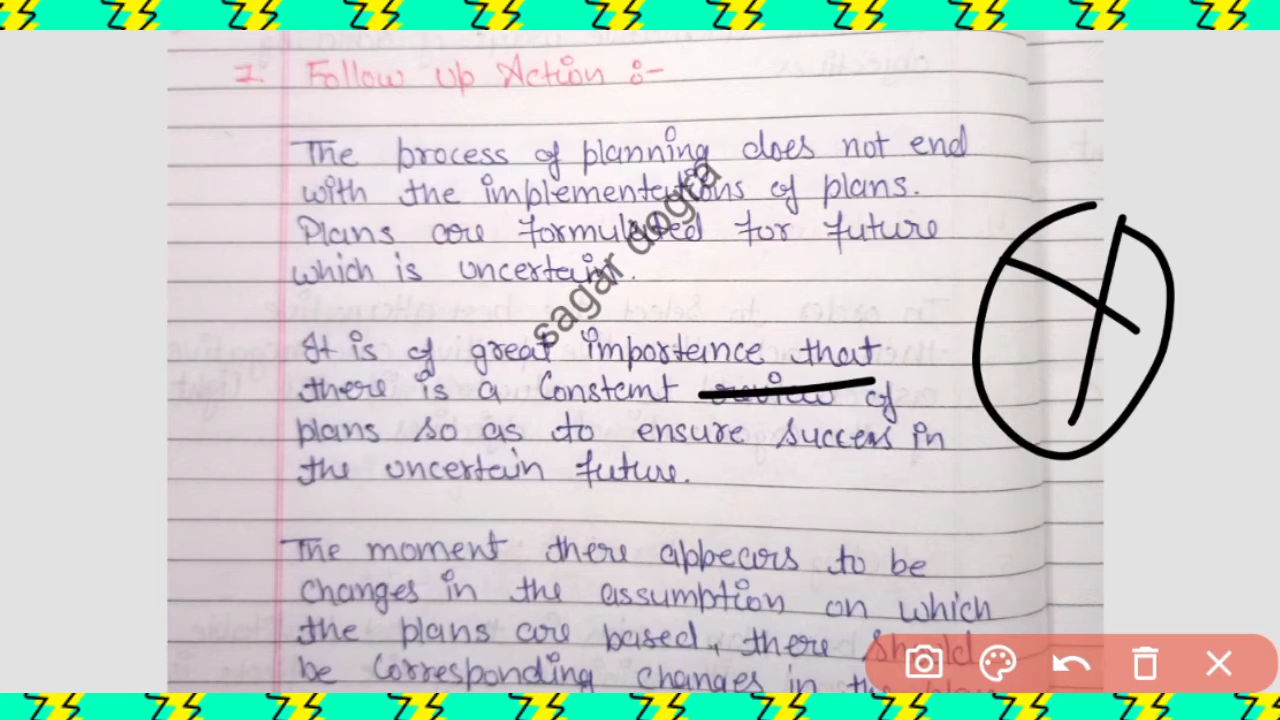 7. Follow up Action :-
The process of planning does not end
with the implementations of plans.
Plans are formulated for future
which is uncertain.
sagar dogra
It is of great importance that
there is a constant review of
plans so as to ensure success in
the uncertain future.
The moment there appears to be
changes in the assumption on which
the plans are based, there should
be corresponding changes in the